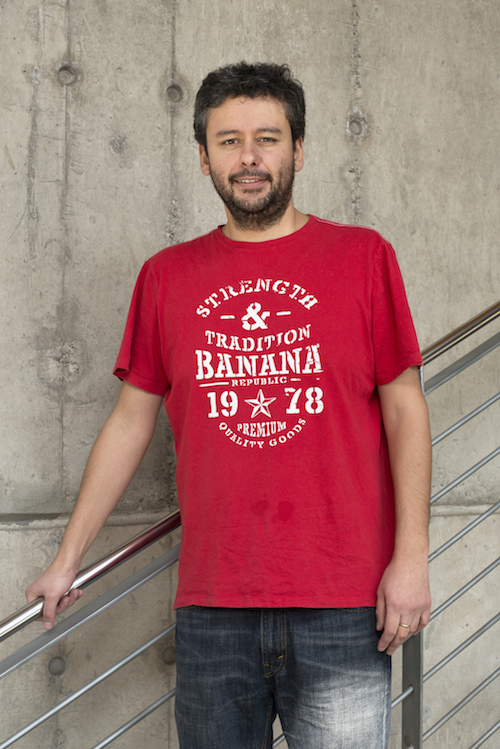 STRENGTH
&
TRADITION
BANANA
REPUBLIC
19 78
PREMIUM
QUALITY GOODS